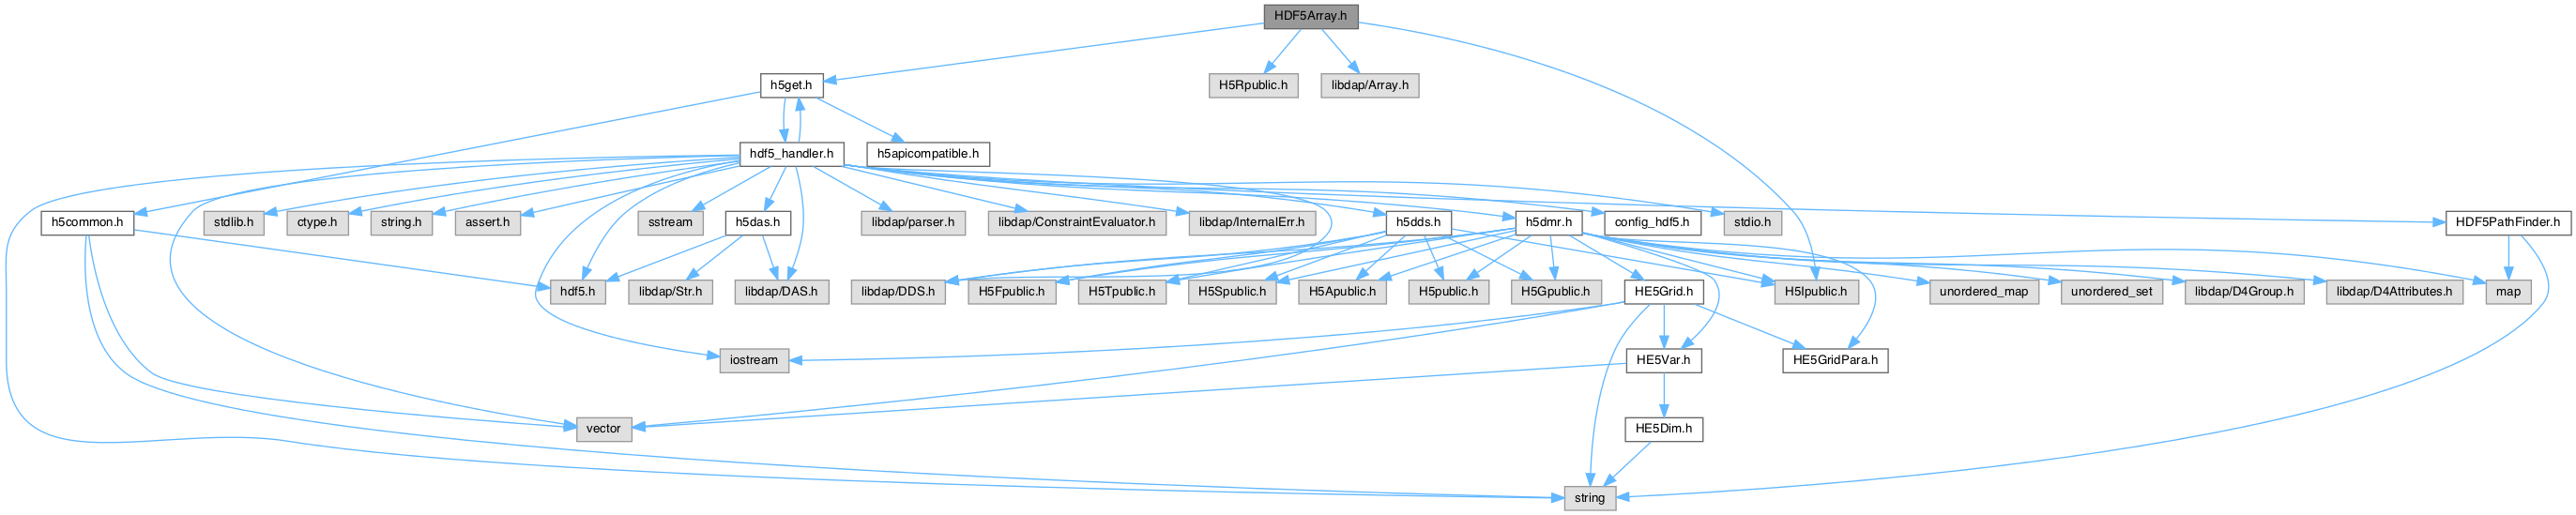 HDF5Array.h
h5get.h
H5Rpublic.h
libdap/Array.h
hdf5_handler.h
h5apicompatible.h
h5common.h
stdlib.h
ctype.h
string.h
assert.h
sstream
h5das.h
libdap/parser.h
libdap/ConstraintEvaluator.h
libdap/InternalErr.h
h5dds.h
h5dmr.h
config_hdf5.h
stdio.h
HDF5PathFinder.h
hdf5.h
libdap/Str.h
libdap/DAS.h
libdap/DDS.h
H5Fpublic.h
H5Tpublic.h
H5Spublic.h
H5Apublic.h
H5public.h
H5Gpublic.h
HE5Grid.h
H5Ipublic.h
unordered_map
unordered_set
libdap/D4Group.h
libdap/D4Attributes.h
map
iostream
HE5Var.h
HE5GridPara.h
vector
HE5Dim.h
string